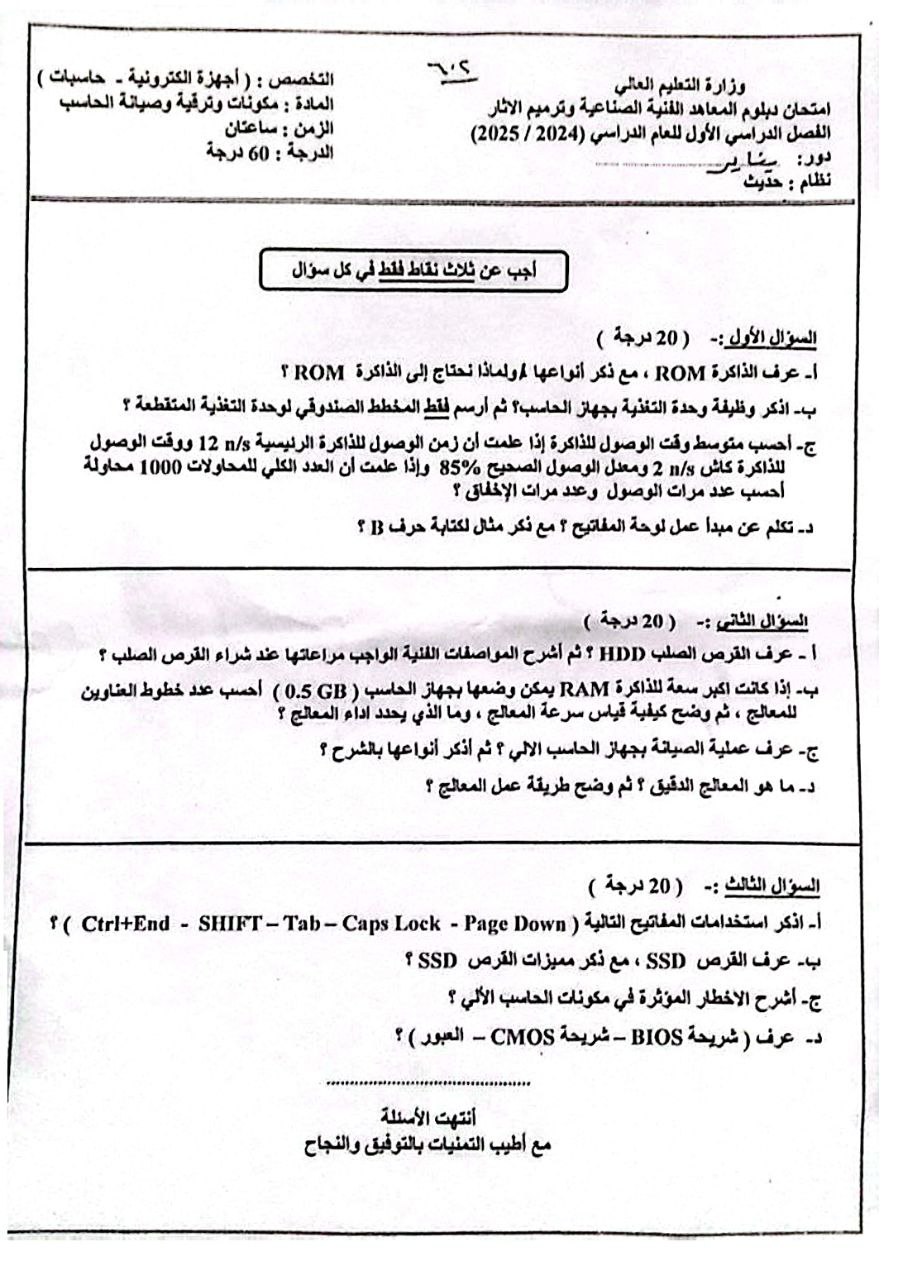 ٦٠٢
وزارة التعليم العالي
امتحان دبلوم المعاهد الفنية الصناعية وترميم الاثار
الفصل الدراسي الأول للعام الدراسي (2024 / 2025)
دور: يناير
نظام : حديث
التخصص : ( أجهزة الكترونية - حاسبات )
المادة : مكونات وترقية وصيانة الحاسب
الزمن : ساعتان
الدرجة : 60 درجة
أجب عن ثلاث نقاط فقط في كل سؤال
السؤال الأول :- ( 20 درجة )
أ- عرف الذاكرة ROM ، مع ذكر أنواعها /ولماذا نحتاج إلى الذاكرة ROM ؟
ب- اذكر وظيفة وحدة التغذية بجهاز الحاسب؟ ثم أرسم فقط المخطط الصندوقي لوحدة التغذية المتقطعة ؟
ج- أحسب متوسط وقت الوصول للذاكرة إذا علمت أن زمن الوصول للذاكرة الرئيسية 12 n/s ووقت الوصول
للذاكرة كاش 2 n/s ومعدل الوصول الصحيح 85% وإذا علمت أن العدد الكلي للمحاولات 1000 محاولة
أحسب عدد مرات الوصول وعدد مرات الإخفاق ؟
د- تكلم عن مبدأ عمل لوحة المفاتيح ؟ مع ذكر مثال لكتابة حرف B ؟
السؤال الثاني :- ( 20 درجة )
أ - عرف القرص الصلب HDD ؟ ثم أشرح المواصفات الفنية الواجب مراعاتها عند شراء القرص الصلب ؟
ب- إذا كانت اكبر سعة للذاكرة RAM يمكن وضعها بجهاز الحاسب ( 0.5 GB ) أحسب عدد خطوط العناوين
للمعالج ، ثم وضح كيفية قياس سرعة المعالج ، وما الذي يحدد اداء المعالج ؟
ج- عرف عملية الصيانة بجهاز الحاسب الالي ؟ ثم أذكر أنواعها بالشرح ؟
د- ما هو المعالج الدقيق ؟ ثم وضح طريقة عمل المعالج ؟
السؤال الثالث :- ( 20 درجة )
أ- اذكر استخدامات المفاتيح التالية ( Ctrl+End - SHIFT – Tab – Caps Lock - Page Down ) ؟
ب- عرف القرص SSD ، مع ذكر مميزات القرص SSD ؟
ج- أشرح الاخطار المؤثرة في مكونات الحاسب الألي ؟
د- عرف ( شريحة BIOS – شريحة CMOS – العبور ) ؟
أنتهت الأسئلة
مع أطيب التمنيات بالتوفيق والنجاح